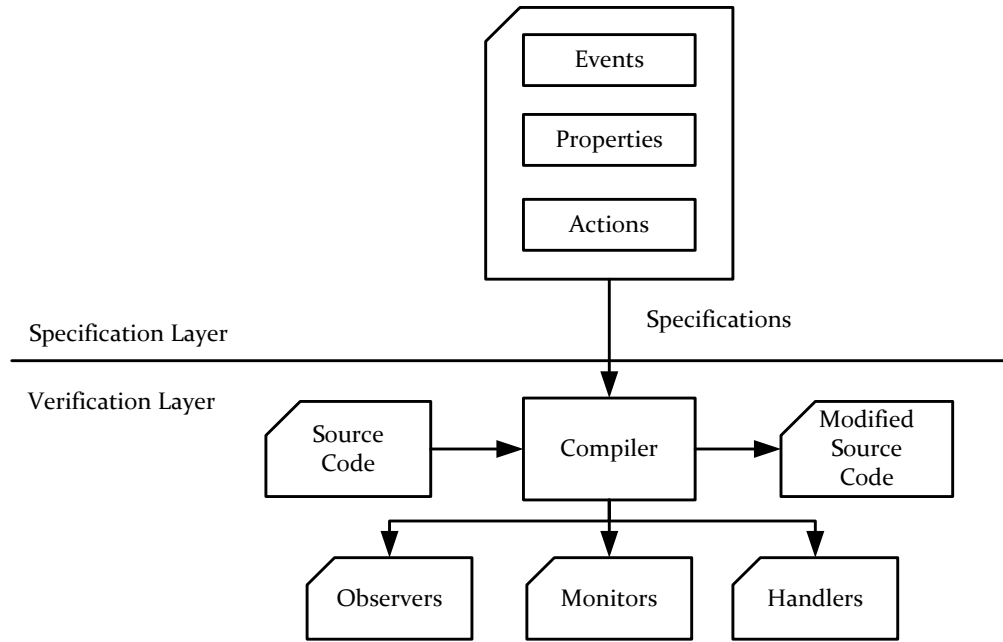 Events
Properties
Actions
Specifications
Specification Layer
Verification Layer
Source
Code
Compiler
Modified
Source
Code
Observers
Monitors
Handlers